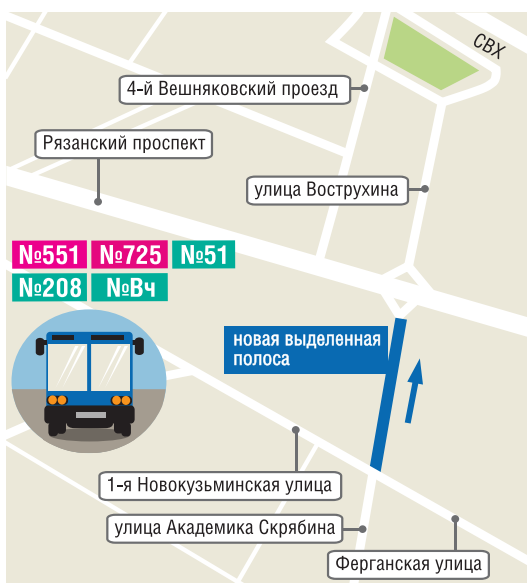 СВХ
4-й Вешняковский проезд
Рязанский проспект
улица Вострухина
№551 №725 №51
№208 №Вч
новая выделенная
полоса
1-я Новокузьминская улица
улица Академика Скрябина
Ферганская улица